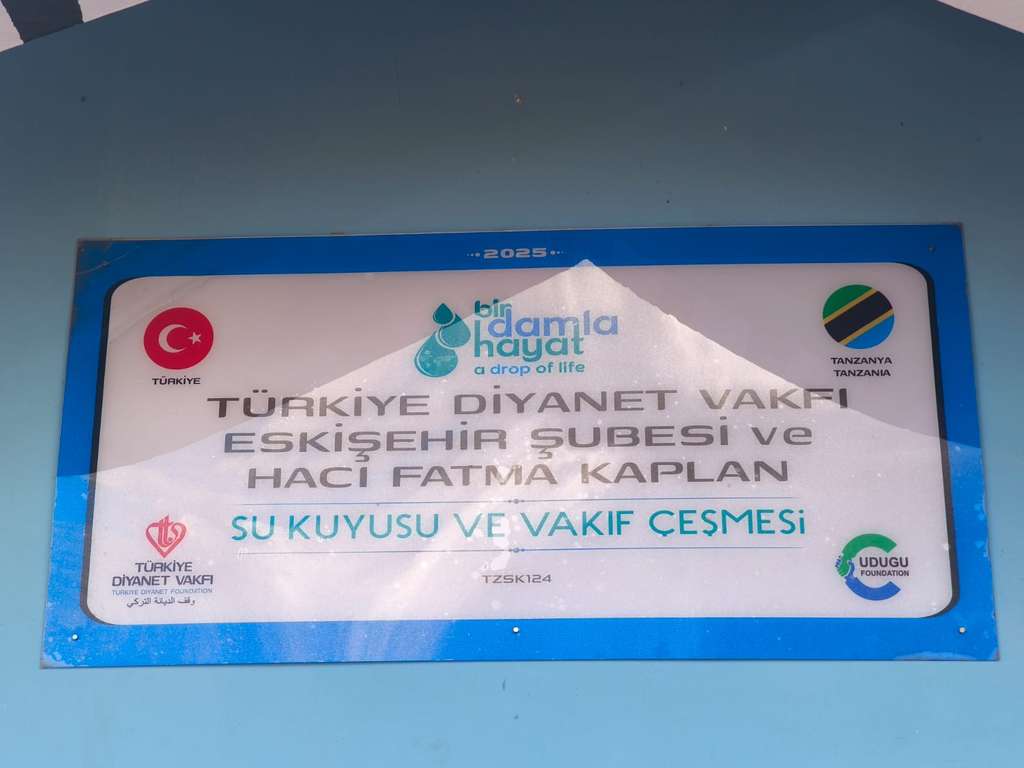 2025
bir
damla
hayat
a drop of life
TÜRKİYE
TANZANYA
TANZANIA
TÜRKİYE DİYANET VAKFI
ESKİŞEHİR ŞUBESİ ve
HACI FATMA KAPLAN
SU KUYUSU VE VAKIF ÇEŞMESİ
TZSK124
TÜRKİYE
DİYANET VAKFI
TÜRKİYE DİYANET FOUNDATION
وقف الديانة التركي
UDUGU
FOUNDATION